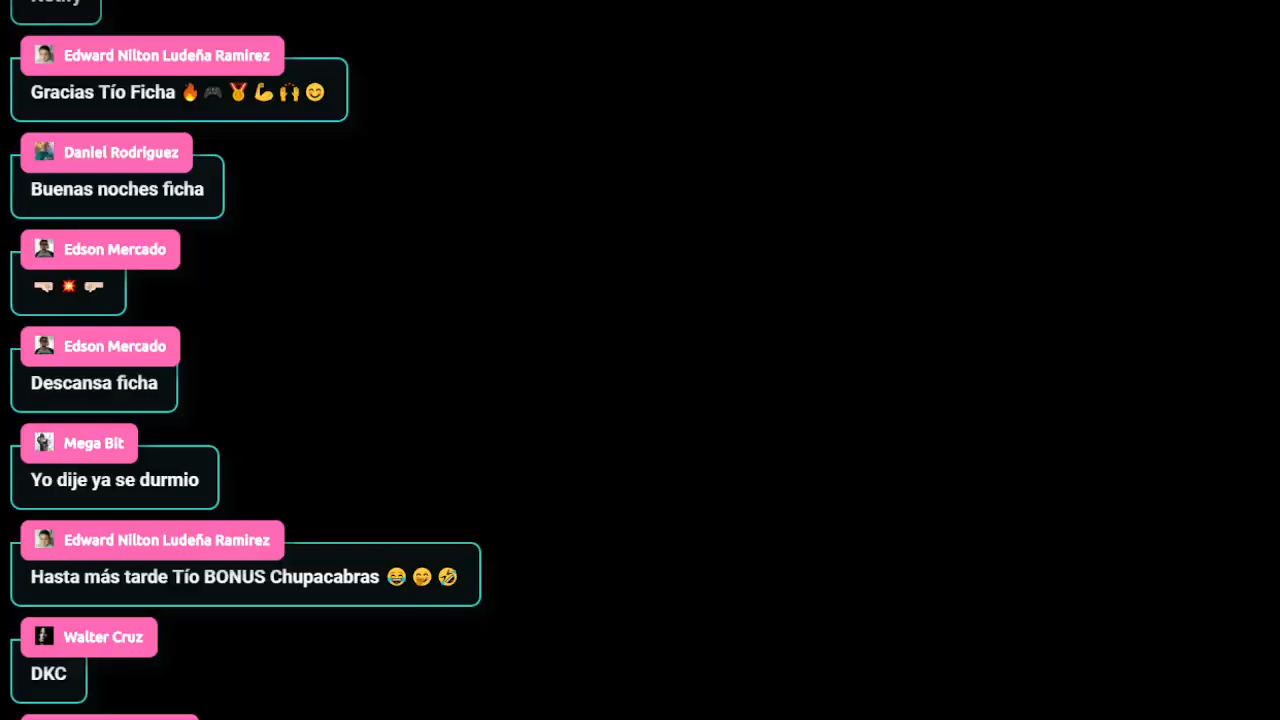 Edward Nilton Ludeña Ramirez
Gracias Tío Ficha 🔥🎮🏅💪🙌😊
Daniel Rodriguez
Buenas noches ficha
Edson Mercado
🤜💥🤛
Edson Mercado
Descansa ficha
Mega Bit
Yo dije ya se durmio
Edward Nilton Ludeña Ramirez
Hasta más tarde Tío BONUS Chupacabras 😂🤭🤣
Walter Cruz
DKC